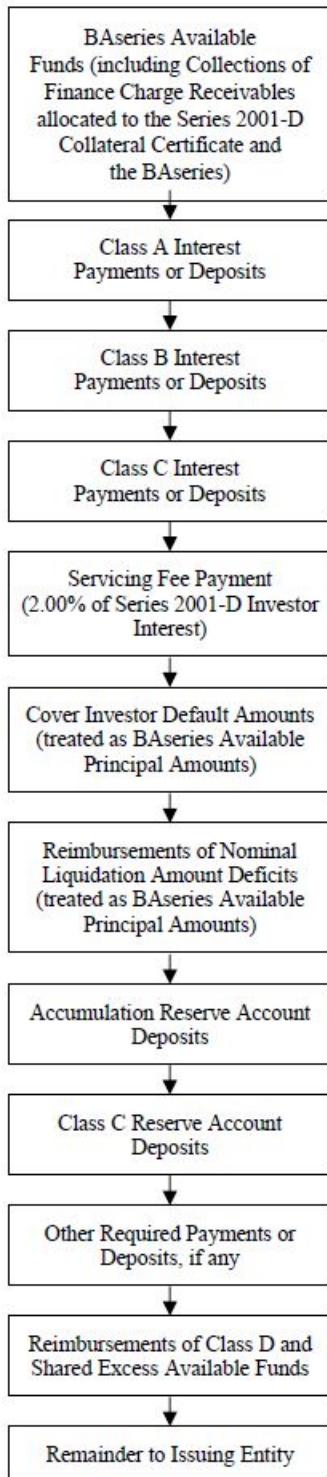 BAseries Available
Funds (including Collections of
Finance Charge Receivables
allocated to the Series 2001-D
Collateral Certificate and
the BAseries)
Class A Interest
Payments or Deposits
Class B Interest
Payments or Deposits
Class C Interest
Payments or Deposits
Servicing Fee Payment
(2.00% of Series 2001-D Investor
Interest)
Cover Investor Default Amounts
(treated as BAseries Available
Principal Amounts)
Reimbursements of Nominal
Liquidation Amount Deficits
(treated as BAseries Available
Principal Amounts)
Accumulation Reserve Account
Deposits
Class C Reserve Account
Deposits
Other Required Payments or
Deposits, if any
Reimbursements of Class D and
Shared Excess Available Funds
Remainder to Issuing Entity